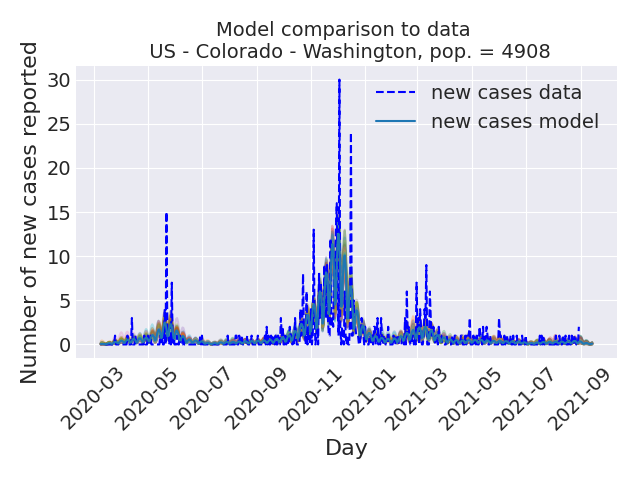 Model comparison to data
US - Colorado - Washington, pop. = 4908
Number of new cases reported
30
25
20
15
10
5
0
new cases data
new cases model
2020-03
2020-05
2020-07
2020-09
2020-11
2021-01
2021-03
2021-05
2021-07
2021-09
Day